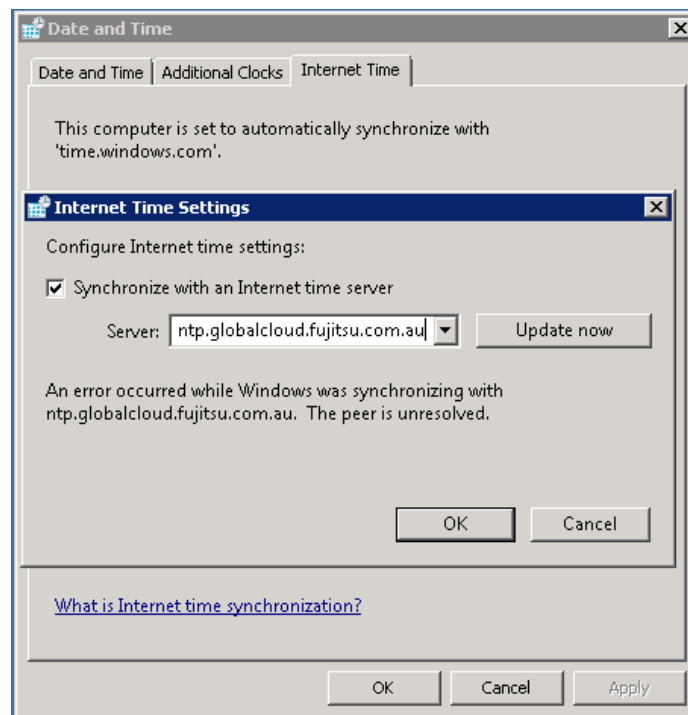 Date and Time
Date and Time Additional Clocks Internet Time
This computer is set to automatically synchronize with
'time.windows.com'.
Internet Time Settings
Configure Internet time settings:
Synchronize with an Internet time server
Server: ntp.globalcloud.fujitsu.com.au Update now
An error occurred while Windows was synchronizing with
ntp.globalcloud.fujitsu.com.au. The peer is unresolved.
OK Cancel
What is Internet time synchronization?
OK Cancel Apply